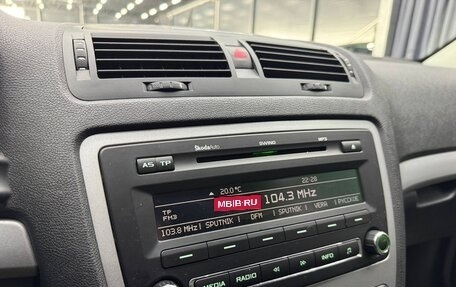 ŠkodaAuto SWING MP3
AS TP
20.0°C 22:28
TP
FM3
MBIB·RU
104.3 MHz
103.8 MHz SPUTNIK DFM SPUTNIK VERA РУССКОЕ
MEDIA RADIO INFO